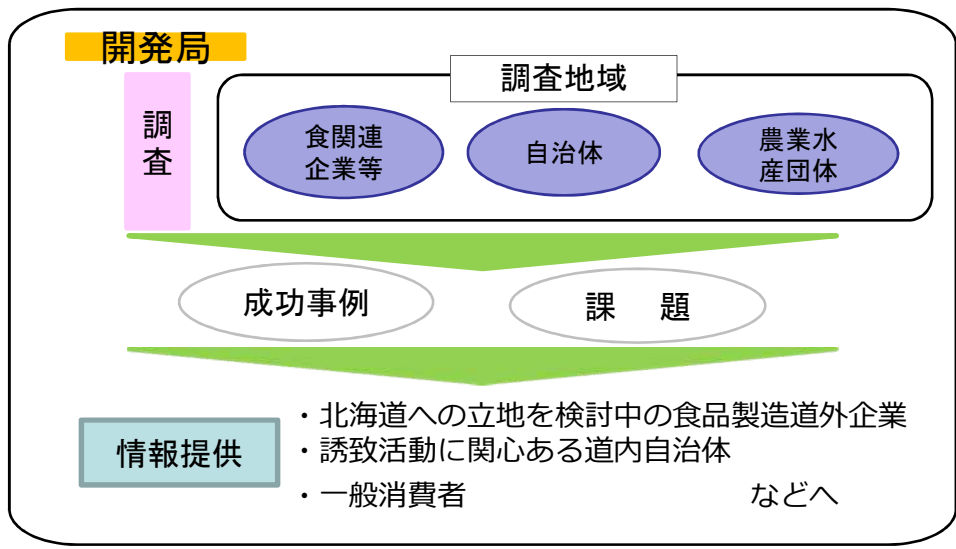 開発局
調査地域
調
査
食関連
企業等
自治体
農業水
産団体
成功事例
課 題
情報提供
・北海道への立地を検討中の食品製造道外企業
・誘致活動に関心ある道内自治体
・一般消費者 などへ